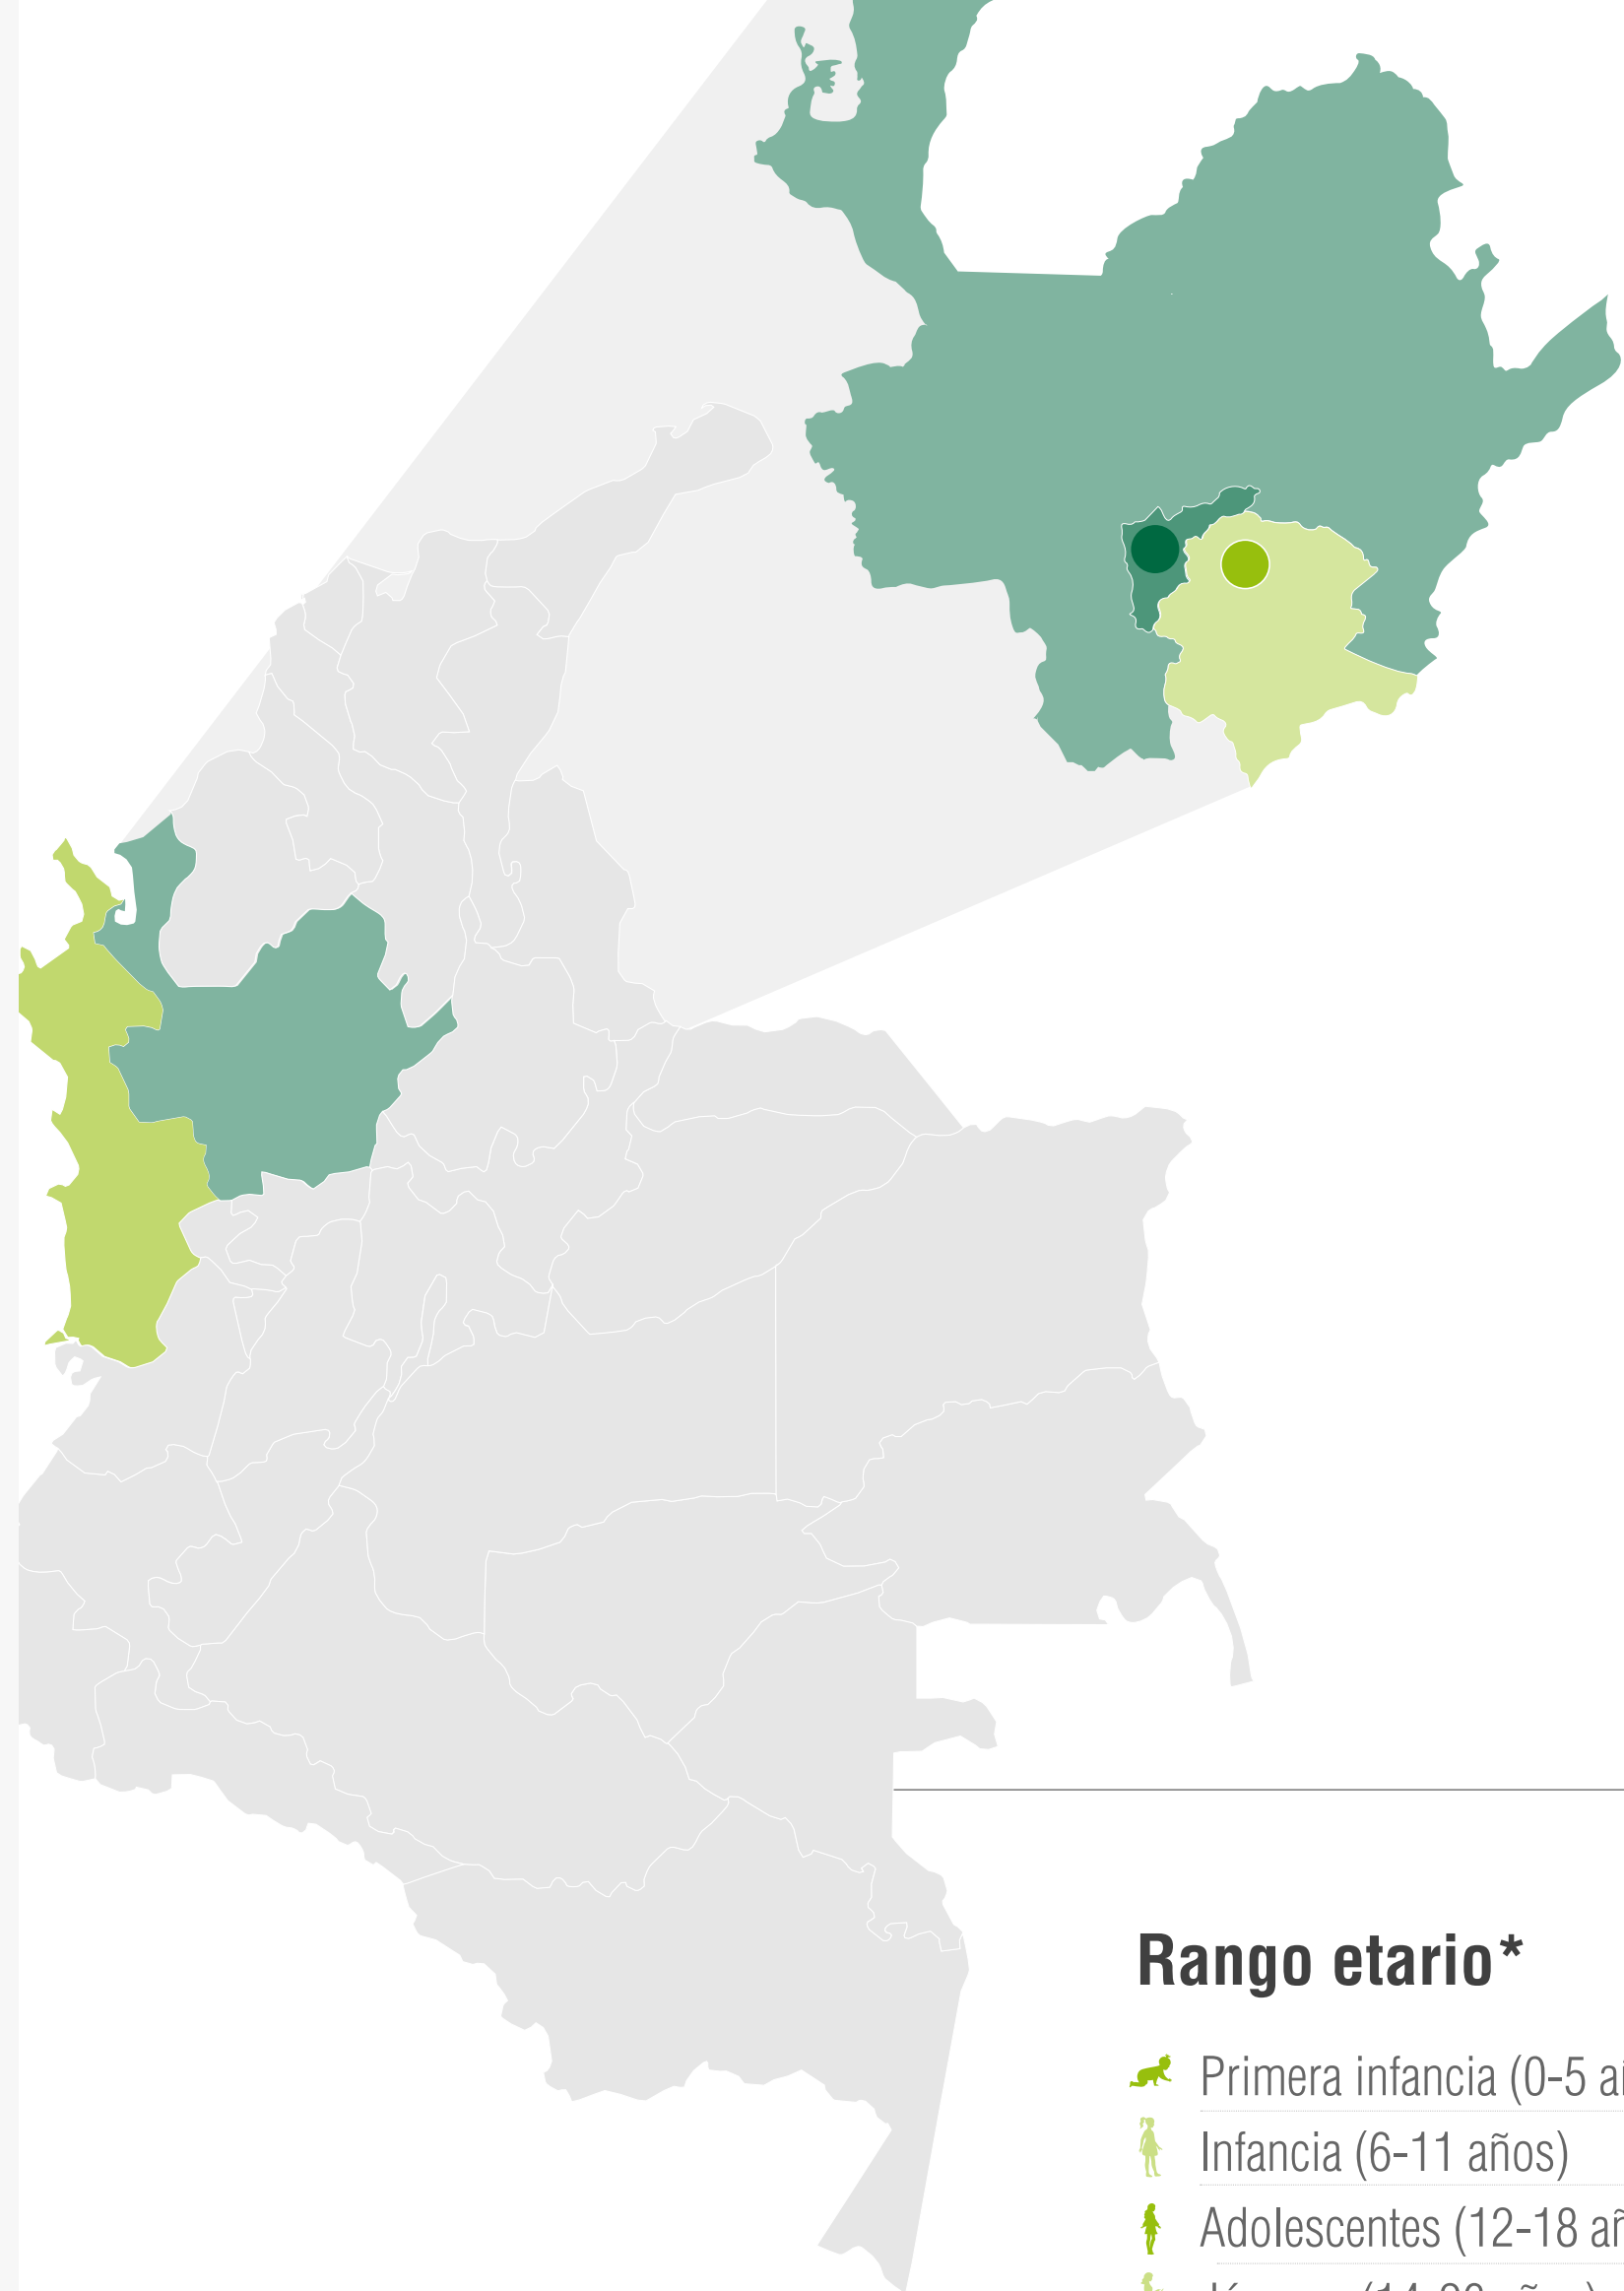 Rango etario*
Primera infancia (0-5
Infancia (6-11 años)
Adolescentes (12-18